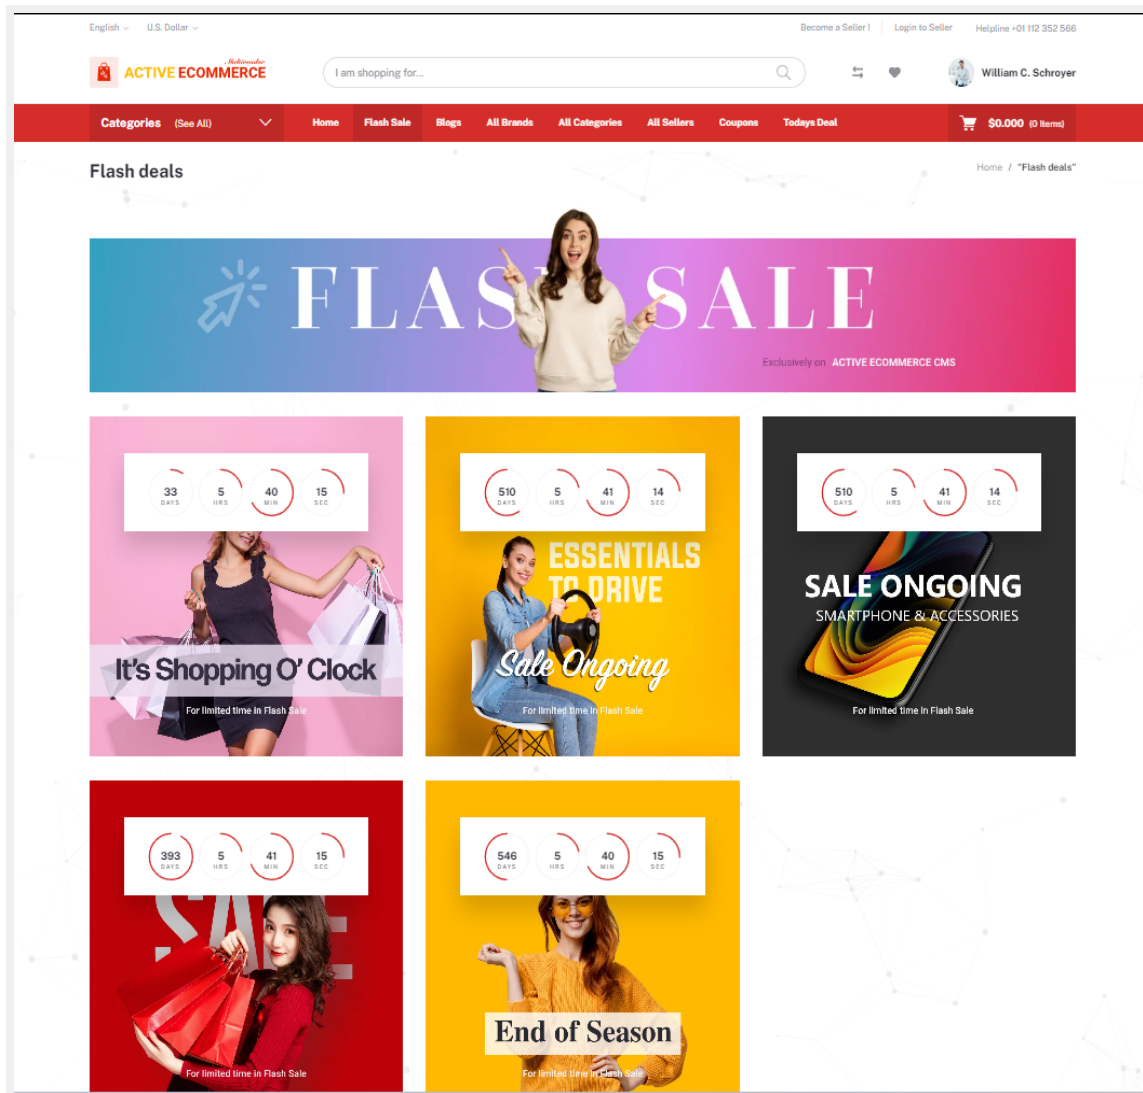 English U.S. Dollar Become a Seller ! Login to Seller Helpline +01 112 352 566
Multivendor
ACTIVE ECOMMERCE I am shopping for... William C. Schroyer
Categories (See All) Home Flash Sale Blogs All Brands All Categories All Sellers Coupons Todays Deal $0.000 (0 Items)
Flash deals Home / "Flash deals"
FLASH SALE
Exclusively on ACTIVE ECOMMERCE CMS
33 5 40 15
DAYS HRS MIN SEC
It's Shopping O' Clock
For limited time in Flash Sale
510 5 41 14
DAYS HRS MIN SEC
ESSENTIALS
TO DRIVE
Sale Ongoing
For limited time in Flash Sale
510 5 41 14
DAYS HRS MIN SEC
SALE ONGOING
SMARTPHONE & ACCESSORIES
For limited time in Flash Sale
393 5 41 15
DAYS HRS MIN SEC
SALE
For limited time in Flash Sale
546 5 40 15
DAYS HRS MIN SEC
End of Season
For limited time in Flash Sale